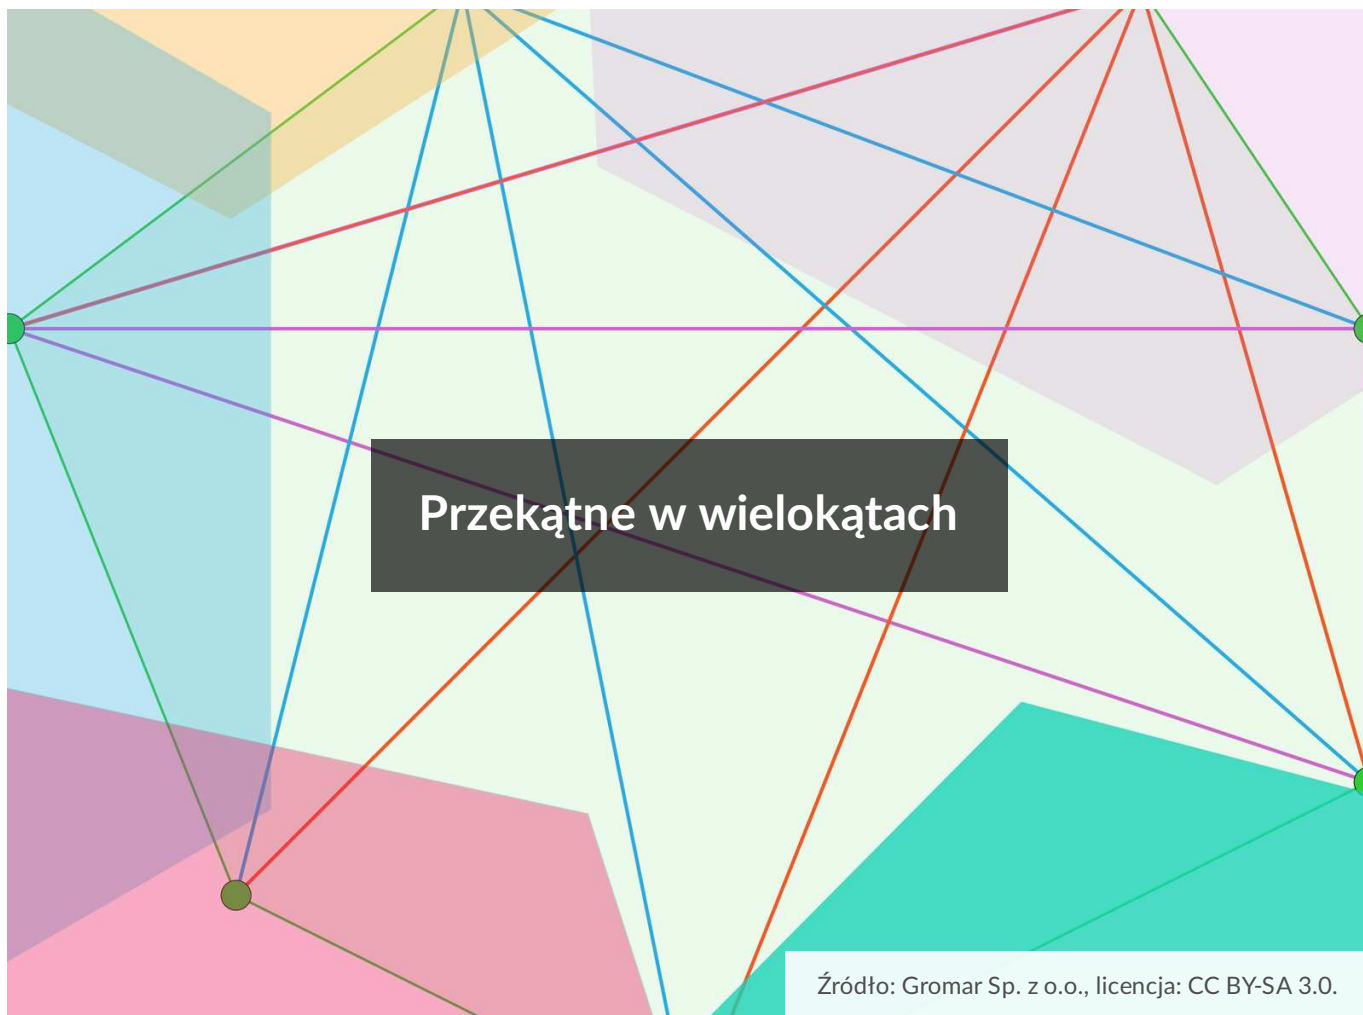 Przekątne w wielokątach
Źródło: Gromar Sp. z o.o., licencja: CC BY-SA 3.0.